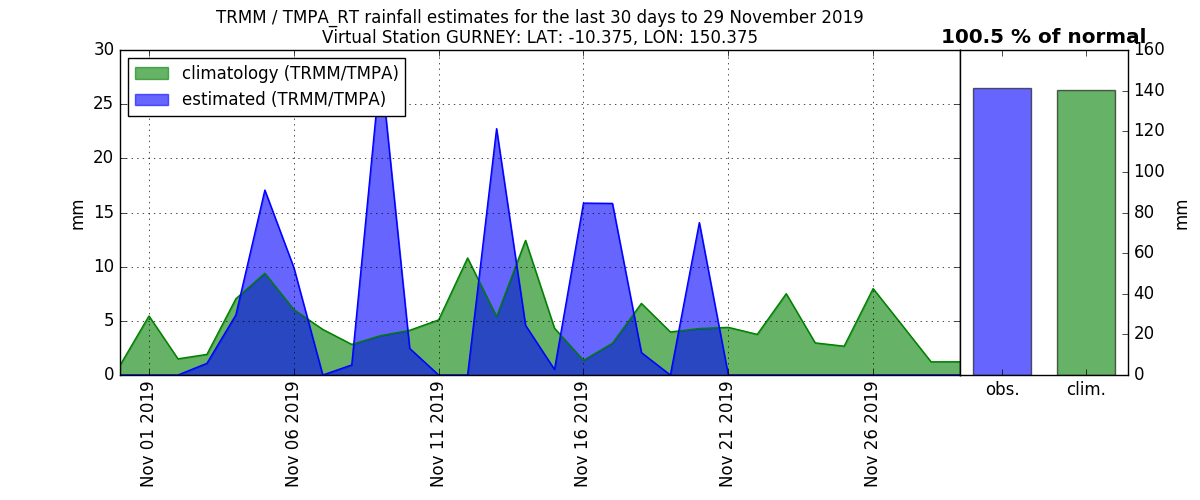 TRMM / TMPA_RT rainfall estimates for the last 30 days to 29 November 2019
Virtual Station GURNEY: LAT: -10.375, LON: 150.375
100.5 % of normal
climatology (TRMM/TMPA)
estimated (TRMM/TMPA)
30
25
20
15
10
5
0
mm
Nov 01 2019
Nov 06 2019
Nov 11 2019
Nov 16 2019
Nov 21 2019
Nov 26 2019
160
140
120
100
80
60
40
20
0
mm
obs.
clim.